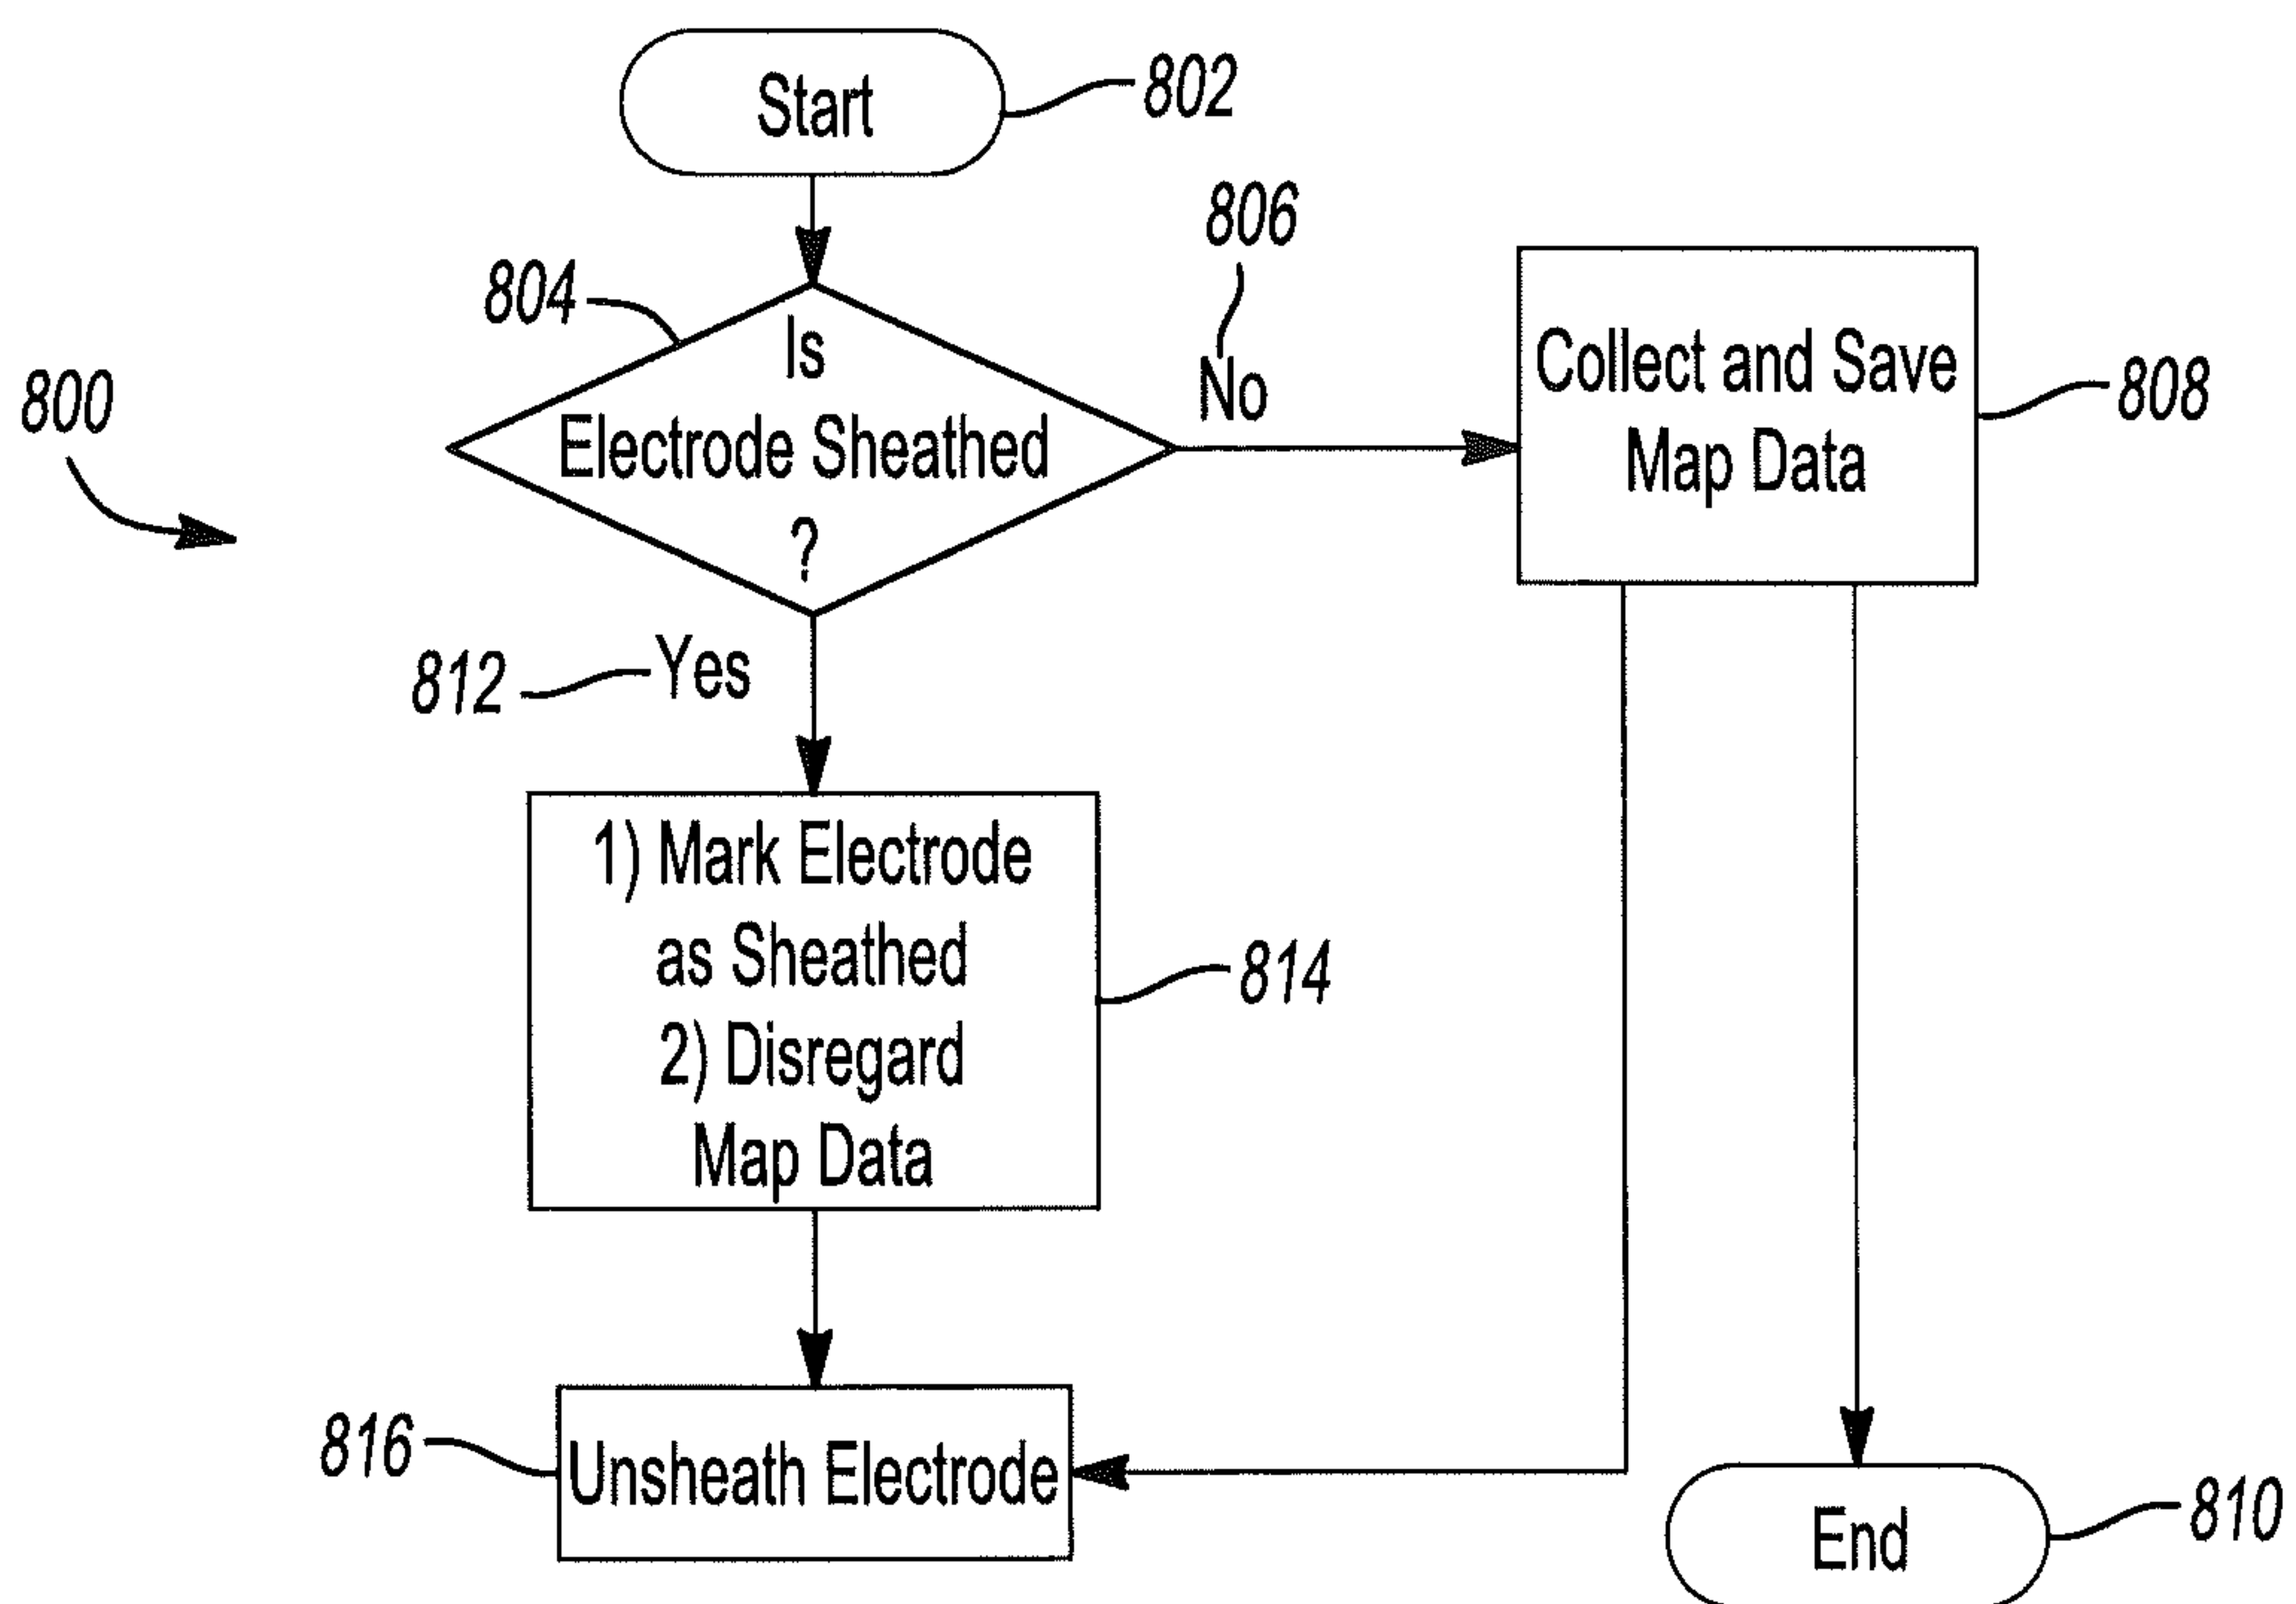 Start
802
806
804
Is
Electrode Sheathed
?
No
800
Collect and Save
Map Data
808
812
Yes
1) Mark Electrode
as Sheathed
2) Disregard
Map Data
814
816
Unsheath Electrode
End
810